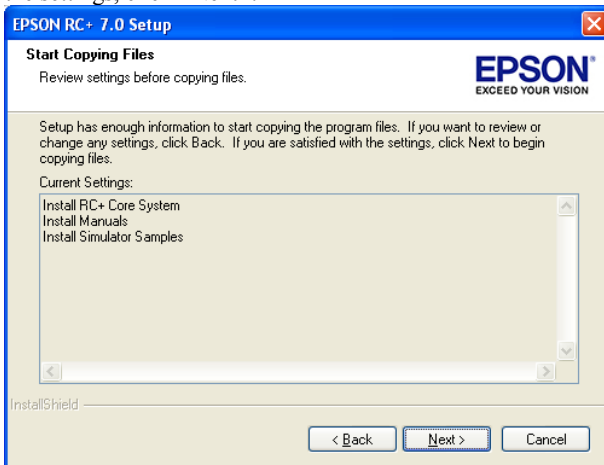 EPSON RC+ 7.0 Setup
Start Copying Files
Review settings before copying files.
EPSON®
EXCEED YOUR VISION
Setup has enough information to start copying the program files. If you want to review or
change any settings, click Back. If you are satisfied with the settings, click Next to begin
copying files.
Current Settings:
Install RC+ Core System
Install Manuals
Install Simulator Samples
InstallShield
< Back
Next >
Cancel